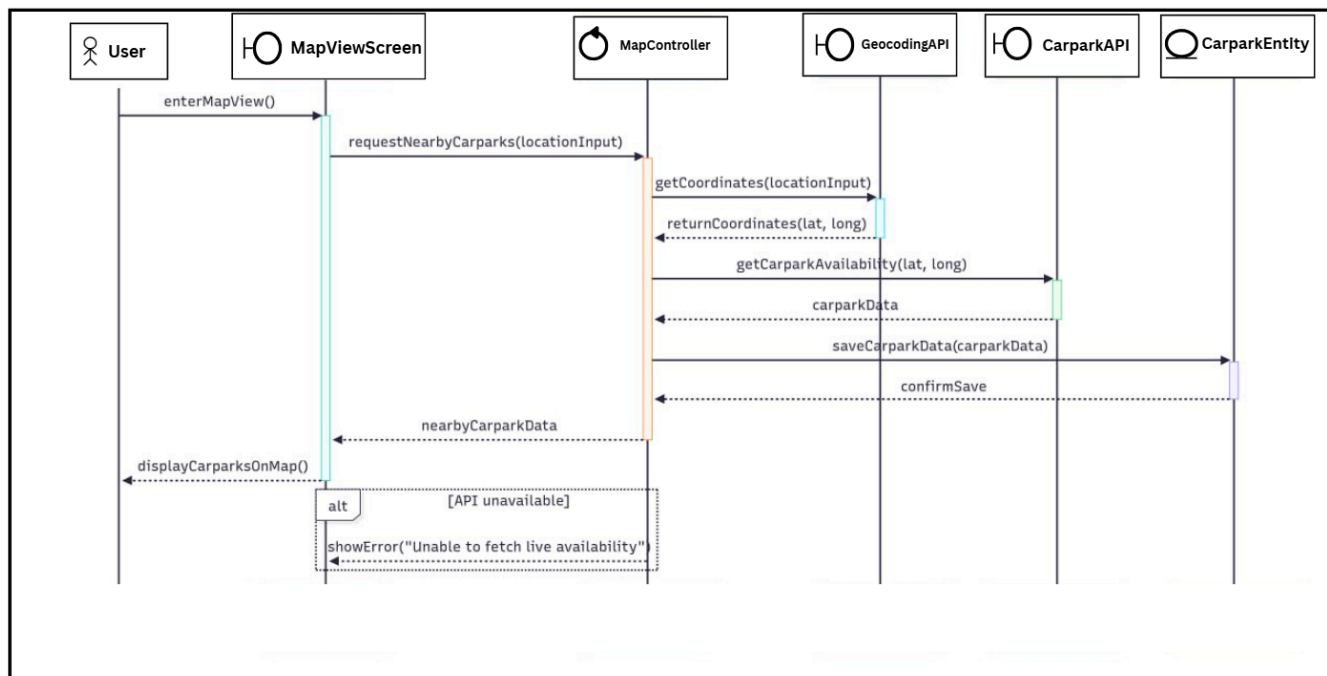 User
MapViewScreen
MapController
GeocodingAPI
CarparkAPI
CarparkEntity
enterMapView()
requestNearbyCarparks(locationInput)
getCoordinates(locationInput)
returnCoordinates(lat, long)
getCarparkAvailability(lat, long)
carparkData
saveCarparkData(carparkData)
confirmSave
nearbyCarparkData
displayCarparksOnMap()
alt
[API unavailable]
showError("Unable to fetch live availability")